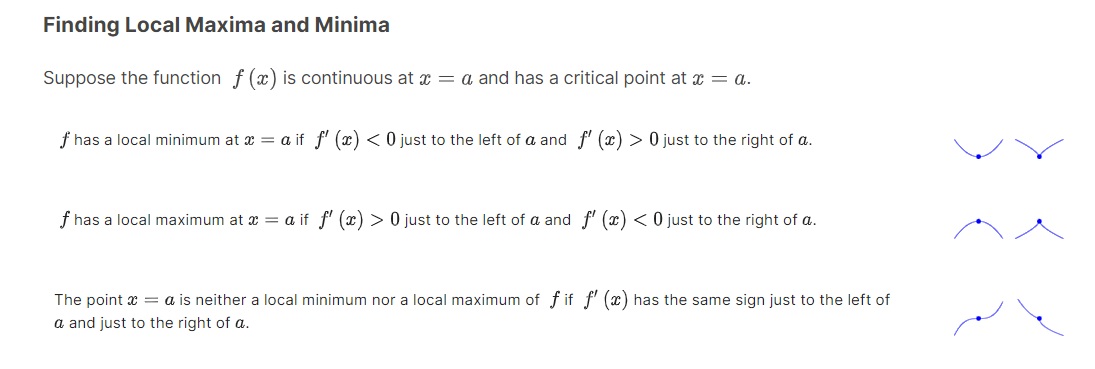 Finding Local Maxima and Minima
Suppose the function f (x) is continuous at x = a and has a critical point at x = a.
f has a local minimum at x = a if f′ (x) < 0 just to the left of a and f′ (x) > 0 just to the right of a.
f has a local maximum at x = a if f′ (x) > 0 just to the left of a and f′ (x) < 0 just to the right of a.
The point x = a is neither a local minimum nor a local maximum of f if f′ (x) has the same sign just to the left of
a and just to the right of a.